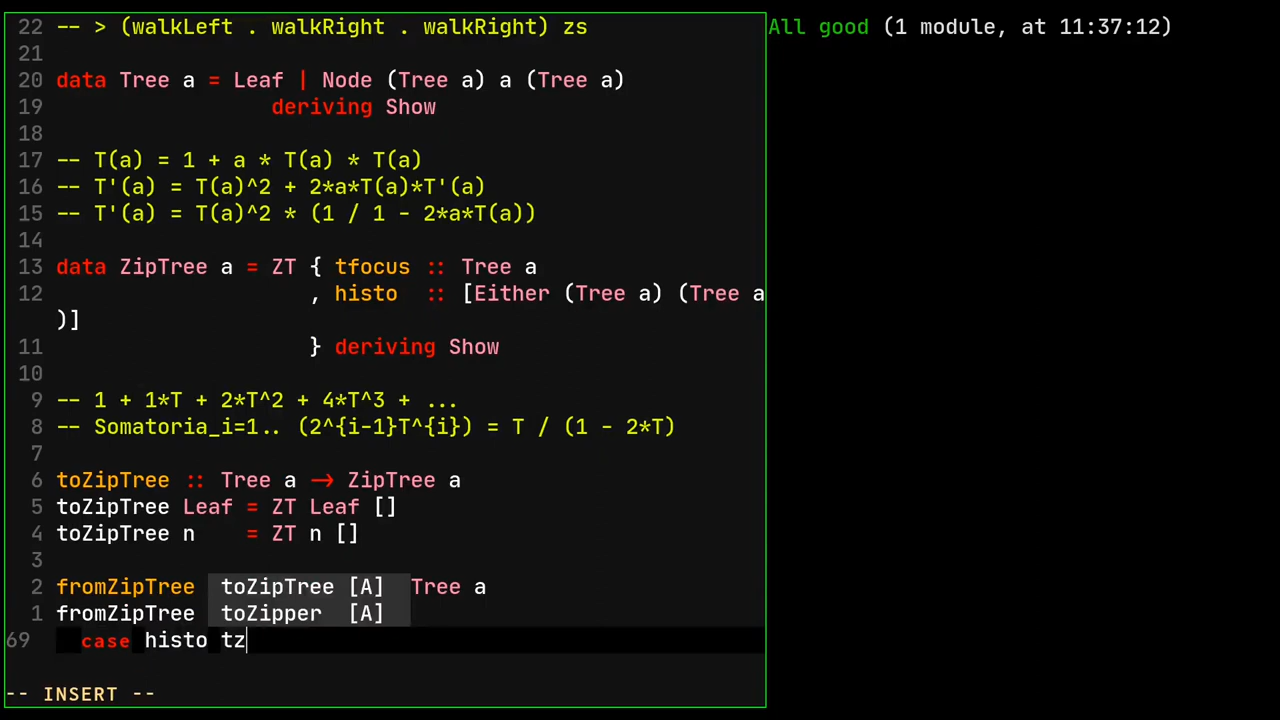 22 -- > (walkLeft . walkRight . walkRight) zs
21
20 data Tree a = Leaf | Node (Tree a) a (Tree a)
19 deriving Show
18
17 -- T(a) = 1 + a * T(a) * T(a)
16 -- T'(a) = T(a)^2 + 2*a*T(a)*T'(a)
15 -- T'(a) = T(a)^2 * (1 / 1 - 2*a*T(a))
14
13 data ZipTree a = ZT { tfocus :: Tree a
12 , histo :: [Either (Tree a) (Tree a
)]
11 } deriving Show
10
9 -- 1 + 1*T + 2*T^2 + 4*T^3 + ...
8 -- Somatoria_i=1.. (2^{i-1}T^{i}) = T / (1 - 2*T)
7
6 toZipTree :: Tree a → ZipTree a
5 toZipTree Leaf = ZT Leaf []
4 toZipTree n = ZT n []
3
2 fromZipTree toZipTree [A] Tree a
1 fromZipTree toZipper [A]
69 case histo tz
-- INSERT --
All good (1 module, at 11:37:12)